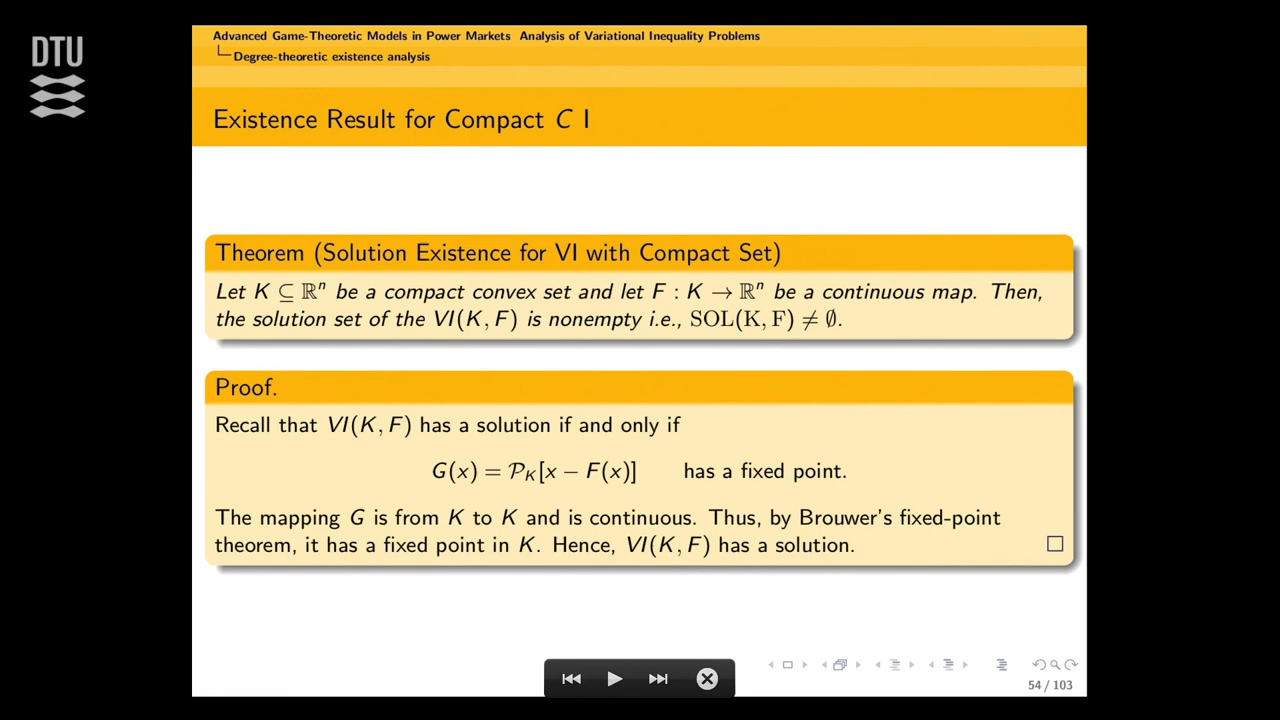 DTU
Advanced Game-Theoretic Models in Power Markets Analysis of Variational Inequality Problems
Degree-theoretic existence analysis
Existence Result for Compact C I
Theorem (Solution Existence for VI with Compact Set)
Let K ⊆ ℝⁿ be a compact convex set and let F : K → ℝⁿ be a continuous map. Then,
the solution set of the VI(K, F) is nonempty i.e., SOL(K, F) ≠ ∅.
Proof.
Recall that VI(K, F) has a solution if and only if
G(x) = 𝒫_K[x − F(x)] has a fixed point.
The mapping G is from K to K and is continuous. Thus, by Brouwer's fixed-point
theorem, it has a fixed point in K. Hence, VI(K, F) has a solution. □
54 / 103